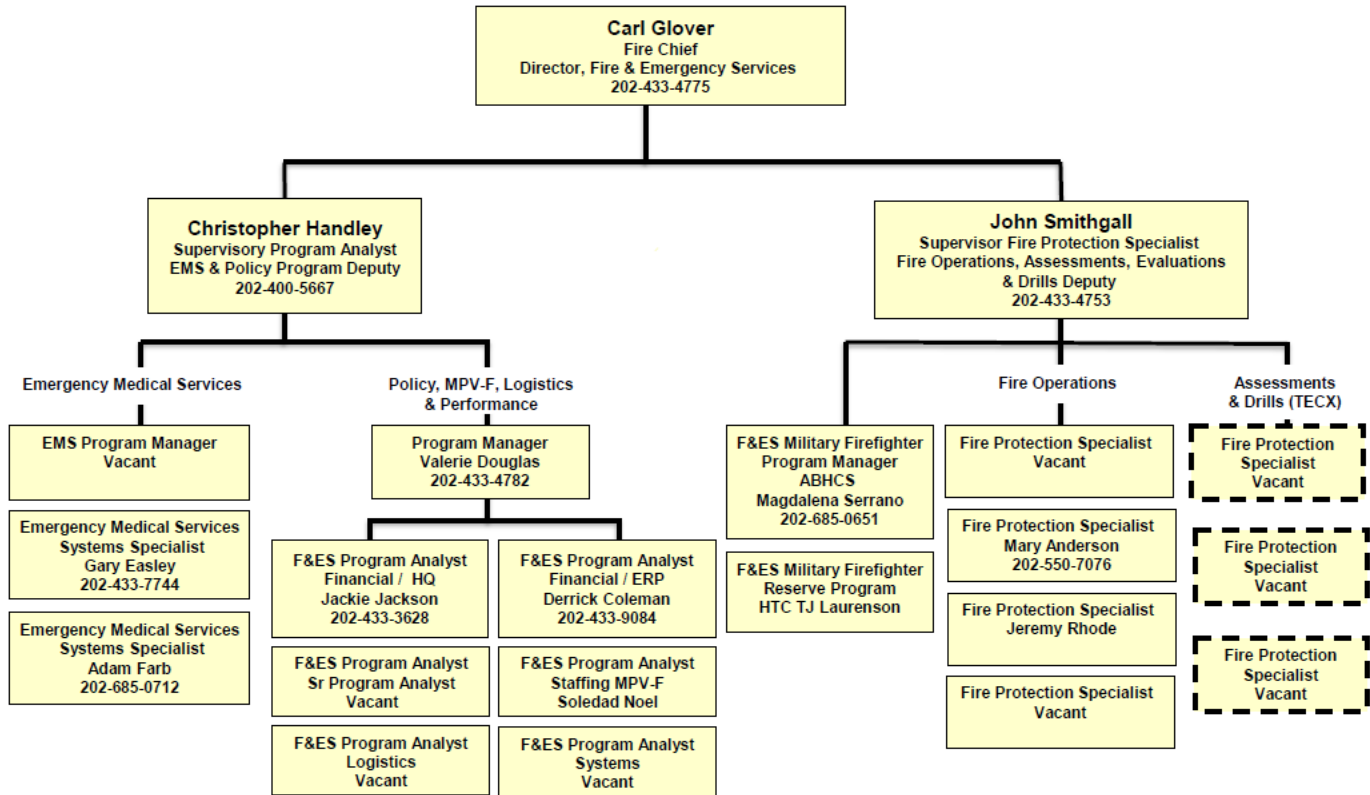 Carl Glover
Fire Chief
Director, Fire & Emergency Services
202-433-4775
Christopher Handley
Supervisory Program Analyst
EMS & Policy Program Deputy
202-400-5667
John Smithgall
Supervisor Fire Protection Specialist
Fire Operations, Assessments, Evaluations
& Drills Deputy
202-433-4753
Emergency Medical Services
EMS Program Manager
Vacant
Emergency Medical Services
Systems Specialist
Gary Easley
202-433-7744
Emergency Medical Services
Systems Specialist
Adam Farb
202-685-0712
Policy, MPV-F, Logistics
& Performance
Program Manager
Valerie Douglas
202-433-4782
F&ES Program Analyst
Financial / HQ
Jackie Jackson
202-433-3628
F&ES Program Analyst
Sr Program Analyst
Vacant
F&ES Program Analyst
Logistics
Vacant
F&ES Program Analyst
Financial / ERP
Derrick Coleman
202-433-9084
F&ES Program Analyst
Staffing MPV-F
Soledad Noel
F&ES Program Analyst
Systems
Vacant
F&ES Military Firefighter
Program Manager
ABHCS
Magdalena Serrano
202-685-0651
F&ES Military Firefighter
Reserve Program
HTC TJ Laurenson
Fire Operations
Fire Protection Specialist
Vacant
Fire Protection Specialist
Mary Anderson
202-550-7076
Fire Protection Specialist
Jeremy Rhode
Fire Protection Specialist
Vacant
Assessments
& Drills (TECX)
Fire Protection
Specialist
Vacant
Fire Protection
Specialist
Vacant
Fire Protection
Specialist
Vacant